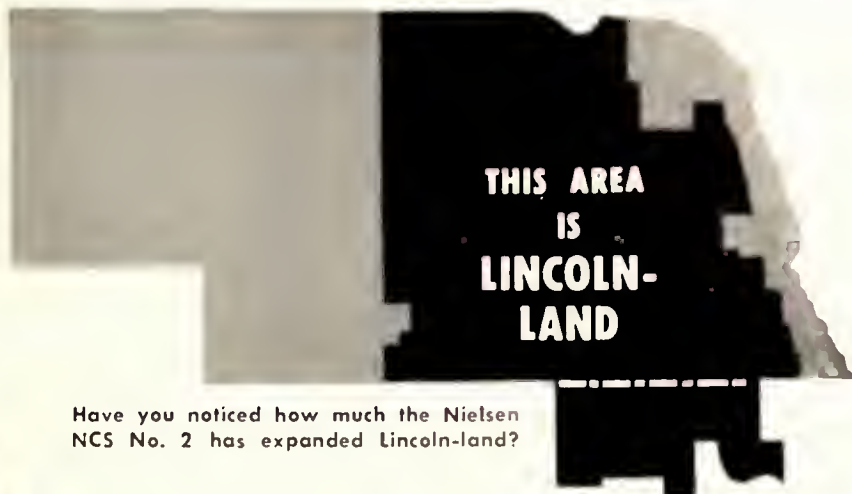 THIS AREA
IS
LINCOLN-
LAND
Have you noticed how much the Nielsen
NCS No. 2 has expanded Lincoln-land?